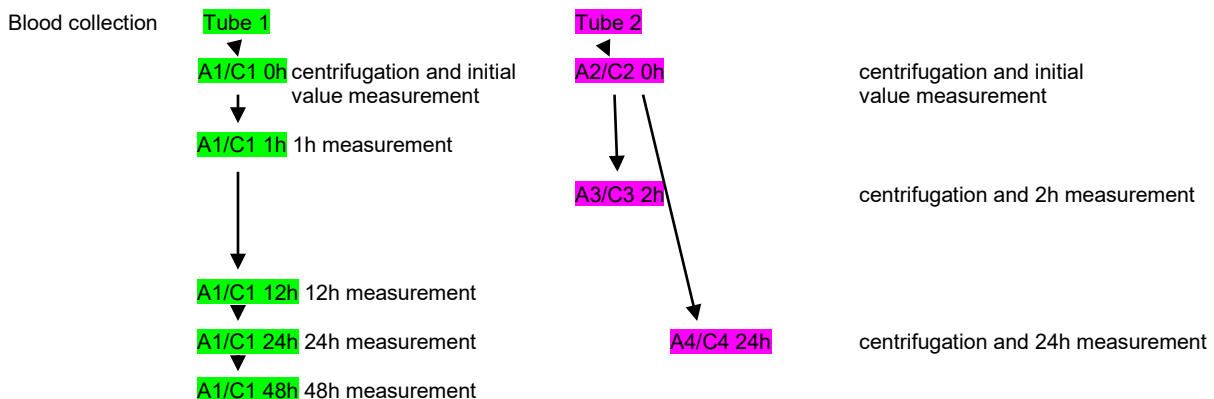 Blood collection Tube 1 Tube 2
A1/C1 0h centrifugation and initial A2/C2 0h centrifugation and initial
value measurement value measurement
A1/C1 1h 1h measurement
A3/C3 2h centrifugation and 2h measurement
A1/C1 12h 12h measurement
A1/C1 24h 24h measurement A4/C4 24h centrifugation and 24h measurement
A1/C1 48h 48h measurement